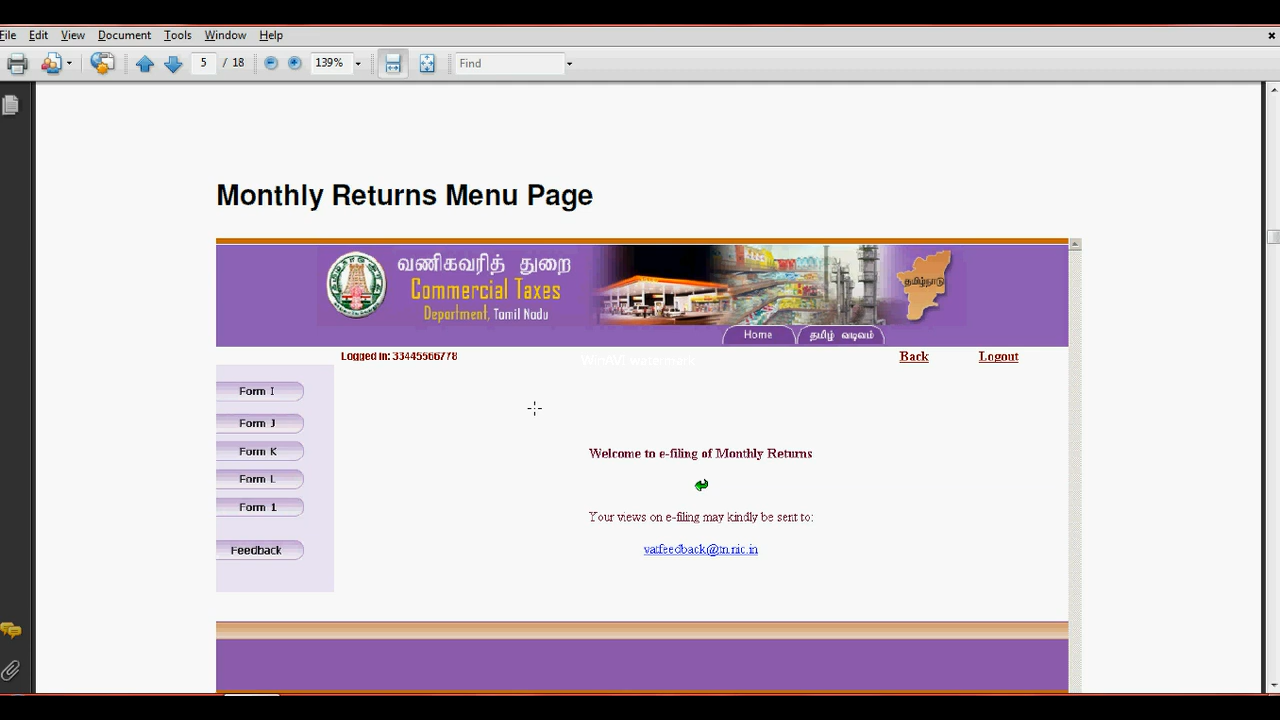 File Edit View Document Tools Window Help
5 / 18 139% Find
Monthly Returns Menu Page
வணிகவரித் துறை
Commercial Taxes
Department, Tamil Nadu
தமிழ்நாடு
Home தமிழ் வடிவம்
Logged in: 33445566778
WinAVI watermark
Back Logout
Form I
Form J
Form K
Form L
Form 1
Feedback
Welcome to e-filing of Monthly Returns
Your views on e-filing may kindly be sent to:
vatfeedback@tn.nic.in